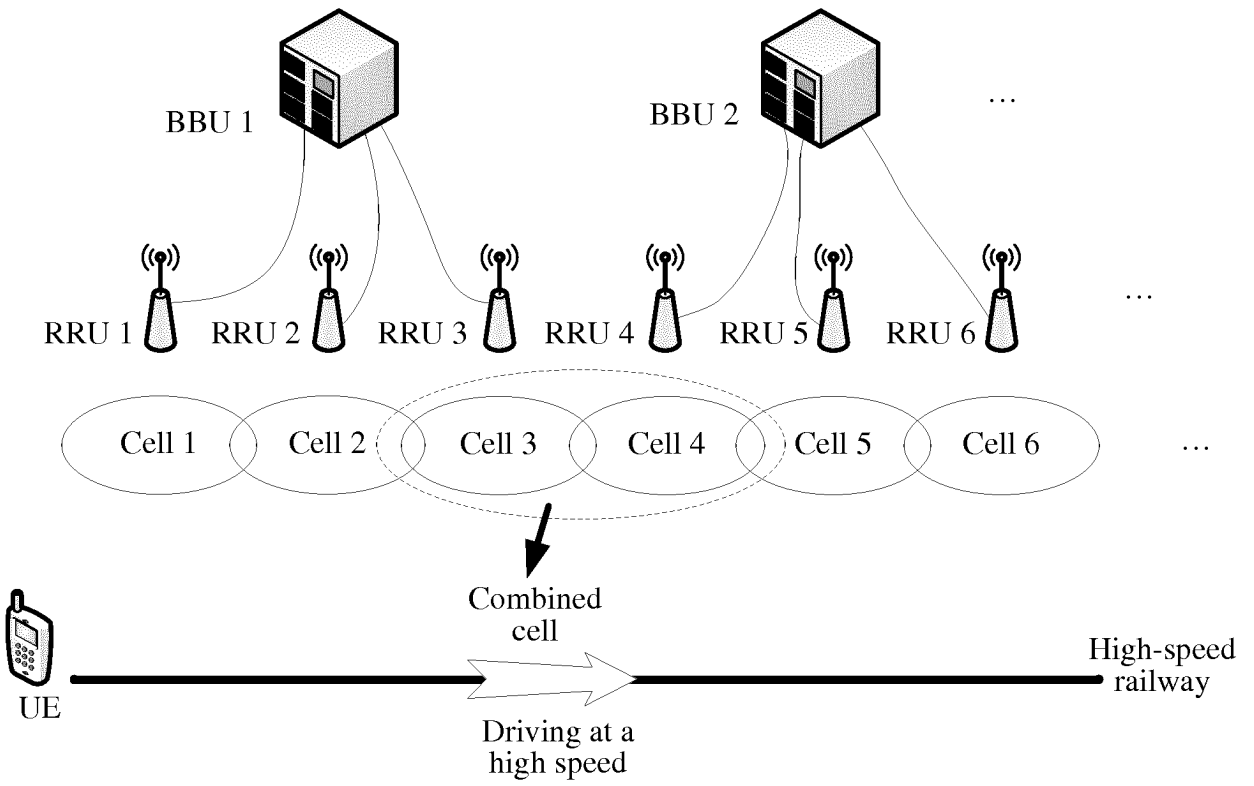 BBU 1
BBU 2
…
RRU 1
RRU 2
RRU 3
RRU 4
RRU 5
RRU 6
…
Cell 1
Cell 2
Cell 3
Cell 4
Cell 5
Cell 6
…
Combined
cell
UE
High-speed
railway
Driving at a
high speed